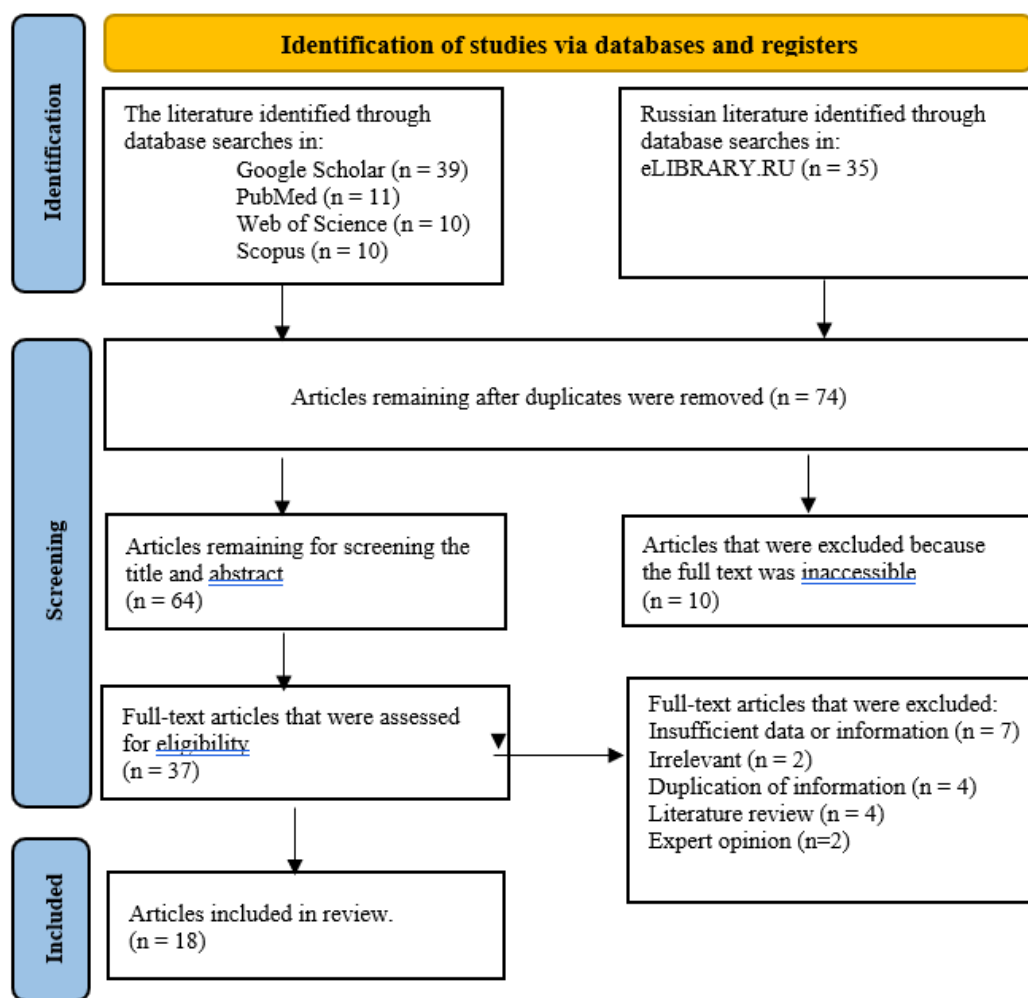 Identification of studies via databases and registers
Identification
The literature identified through
database searches in:
Google Scholar (n = 39)
PubMed (n = 11)
Web of Science (n = 10)
Scopus (n = 10)
Russian literature identified through
database searches in:
eLIBRARY.RU (n = 35)
Screening
Articles remaining after duplicates were removed (n = 74)
Articles remaining for screening the
title and abstract
(n = 64)
Articles that were excluded because
the full text was inaccessible
(n = 10)
Full-text articles that were assessed
for eligibility
(n = 37)
Full-text articles that were excluded:
Insufficient data or information (n = 7)
Irrelevant (n = 2)
Duplication of information (n = 4)
Literature review (n = 4)
Expert opinion (n=2)
Included
Articles included in review.
(n = 18)